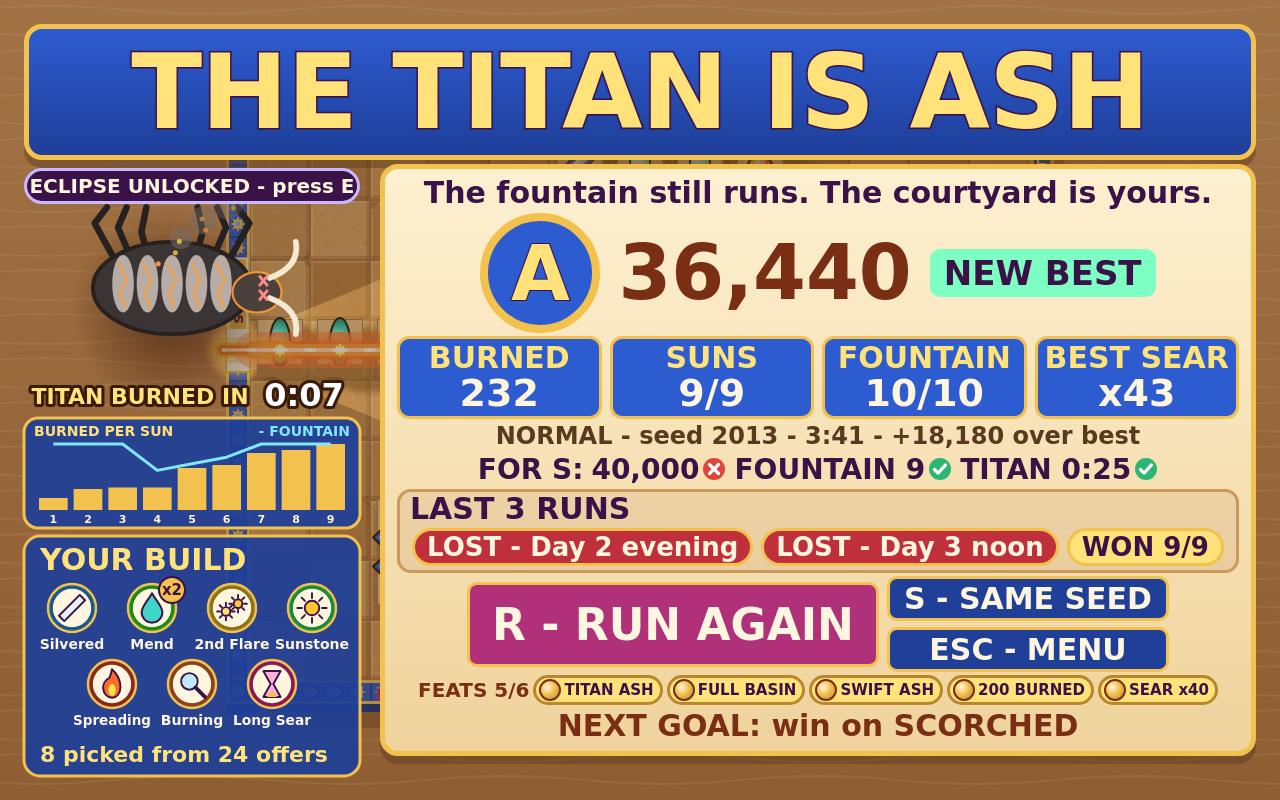 THE TITAN IS ASH
ECLIPSE UNLOCKED - press E
TITAN BURNED IN 0:07
BURNED PER SUN - FOUNTAIN
1 2 3 4 5 6 7 8 9
YOUR BUILD
x2
Silvered Mend 2nd Flare Sunstone
Spreading Burning Long Sear
8 picked from 24 offers
The fountain still runs. The courtyard is yours.
A 36,440 NEW BEST
BURNED SUNS FOUNTAIN BEST SEAR
232 9/9 10/10 x43
NORMAL - seed 2013 - 3:41 - +18,180 over best
FOR S: 40,000 FOUNTAIN 9 TITAN 0:25
LAST 3 RUNS
LOST - Day 2 evening LOST - Day 3 noon WON 9/9
R - RUN AGAIN
S - SAME SEED
ESC - MENU
FEATS 5/6 TITAN ASH FULL BASIN SWIFT ASH 200 BURNED SEAR x40
NEXT GOAL: win on SCORCHED